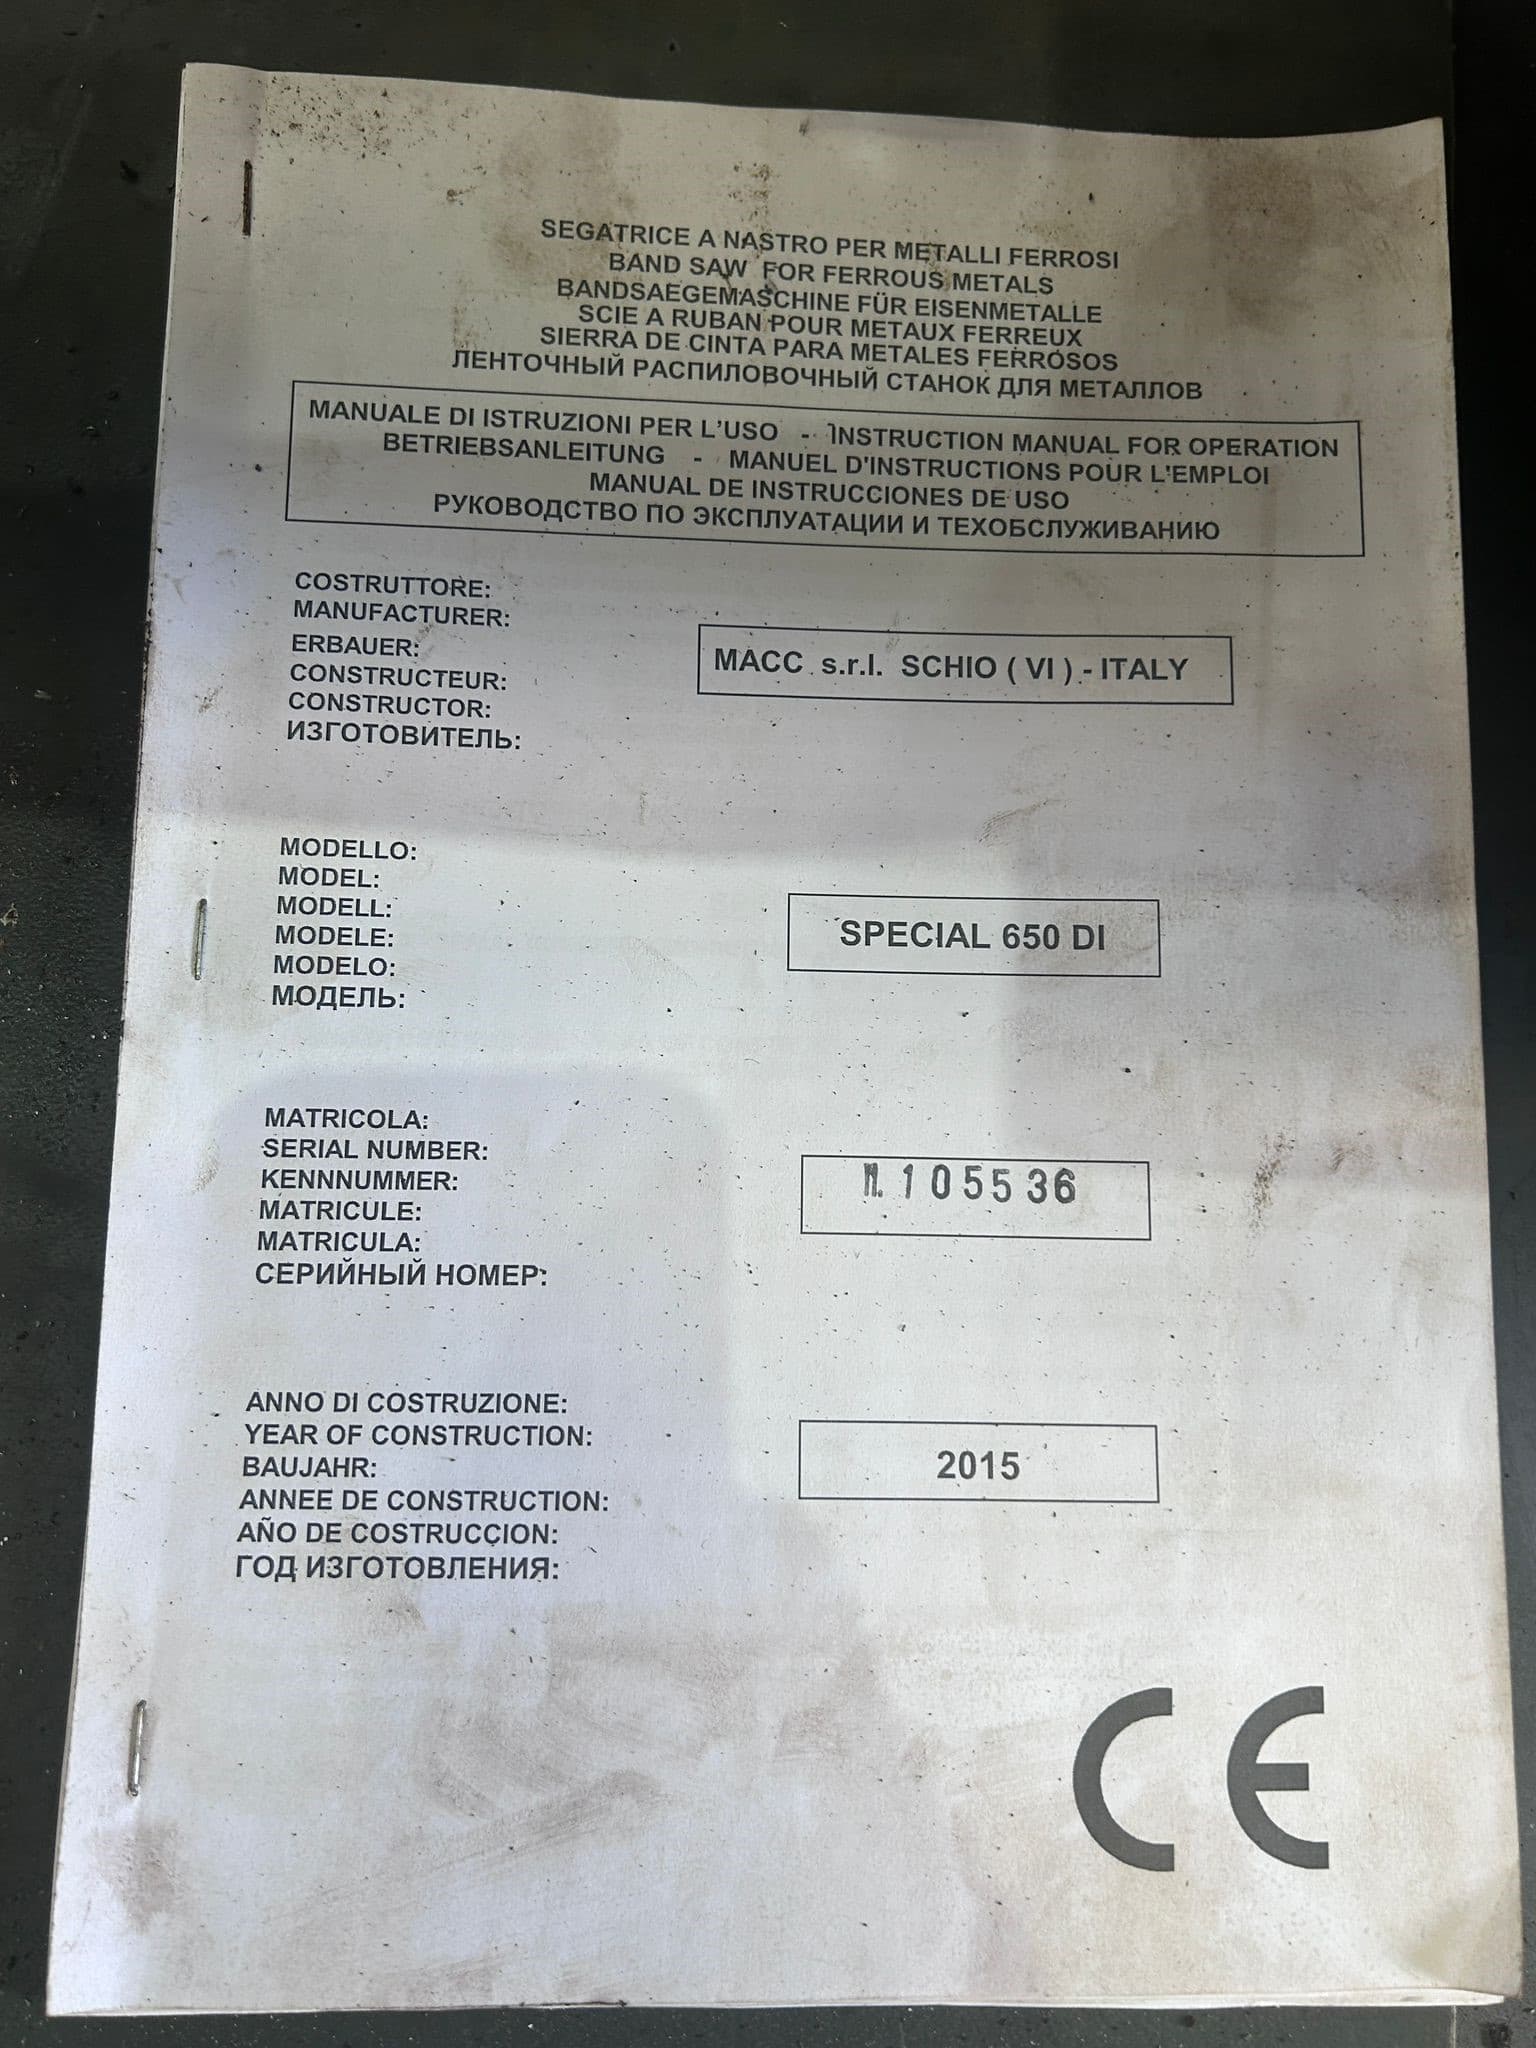 SEGATRICE A NASTRO PER METALLI FERROSI
BAND SAW FOR FERROUS METALS
BANDSAEGEMASCHINE FÜR EISENMETALLE
SCIE A RUBAN POUR METAUX FERREUX
SIERRA DE CINTA PARA METALES FERROSOS
ЛЕНТОЧНЫЙ РАСПИЛОВОЧНЫЙ СТАНОК ДЛЯ МЕТАЛЛОВ
MANUALE DI ISTRUZIONI PER L'USO - INSTRUCTION MANUAL FOR OPERATION
BETRIEBSANLEITUNG - MANUEL D'INSTRUCTIONS POUR L'EMPLOI
MANUAL DE INSTRUCCIONES DE USO
РУКОВОДСТВО ПО ЭКСПЛУАТАЦИИ И ТЕХОБСЛУЖИВАНИЮ
COSTRUTTORE:
MANUFACTURER:
ERBAUER:
CONSTRUCTEUR:
CONSTRUCTOR:
ИЗГОТОВИТЕЛЬ:
MACC s.r.l. SCHIO ( VI ) - ITALY
MODELLO:
MODEL:
MODELL:
MODELE:
MODELO:
МОДЕЛЬ:
SPECIAL 650 DI
MATRICOLA:
SERIAL NUMBER:
KENNNUMMER:
MATRICULE:
MATRICULA:
СЕРИЙНЫЙ НОМЕР:
N. 105536
ANNO DI COSTRUZIONE:
YEAR OF CONSTRUCTION:
BAUJAHR:
ANNEE DE CONSTRUCTION:
AÑO DE COSTRUCCION:
ГОД ИЗГОТОВЛЕНИЯ:
2015
CE